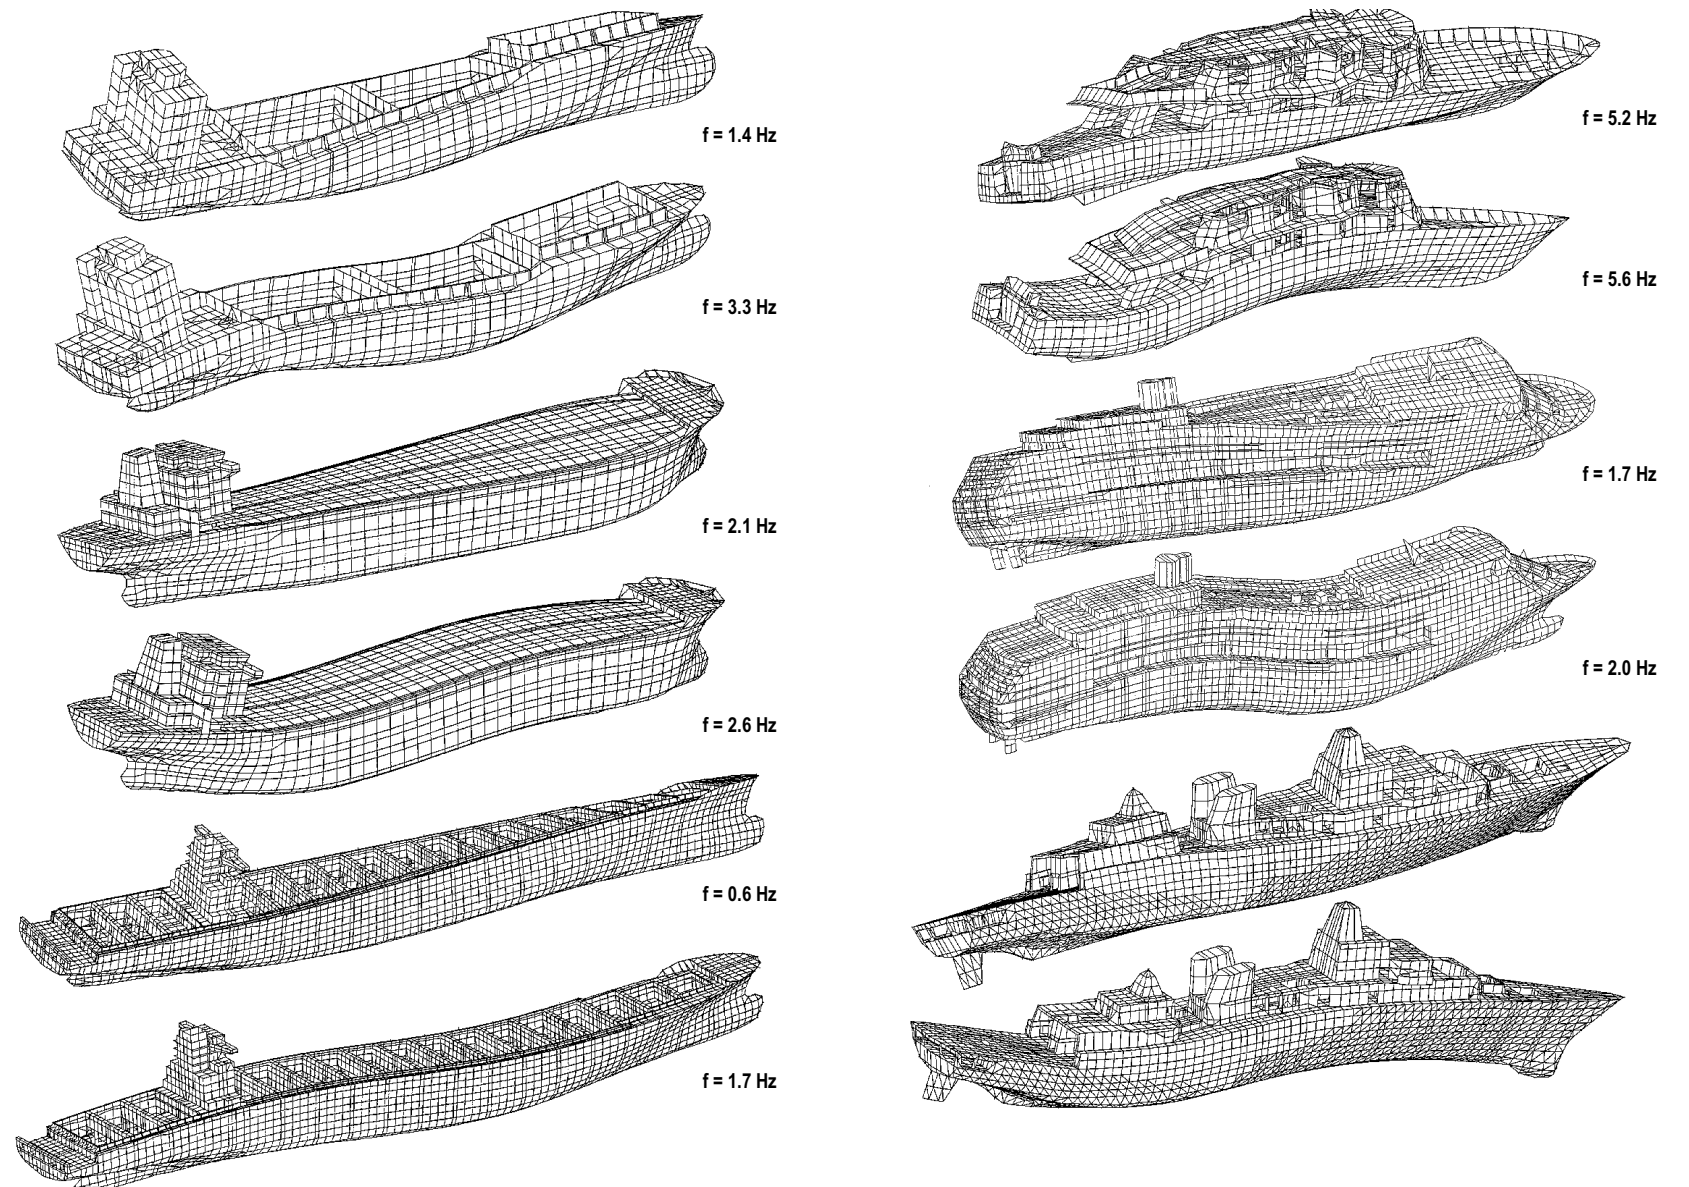 f = 1.4 Hz
f = 3.3 Hz
f = 2.1 Hz
f = 2.6 Hz
f = 0.6 Hz
f = 1.7 Hz
f = 5.2 Hz
f = 5.6 Hz
f = 1.7 Hz
f = 2.0 Hz